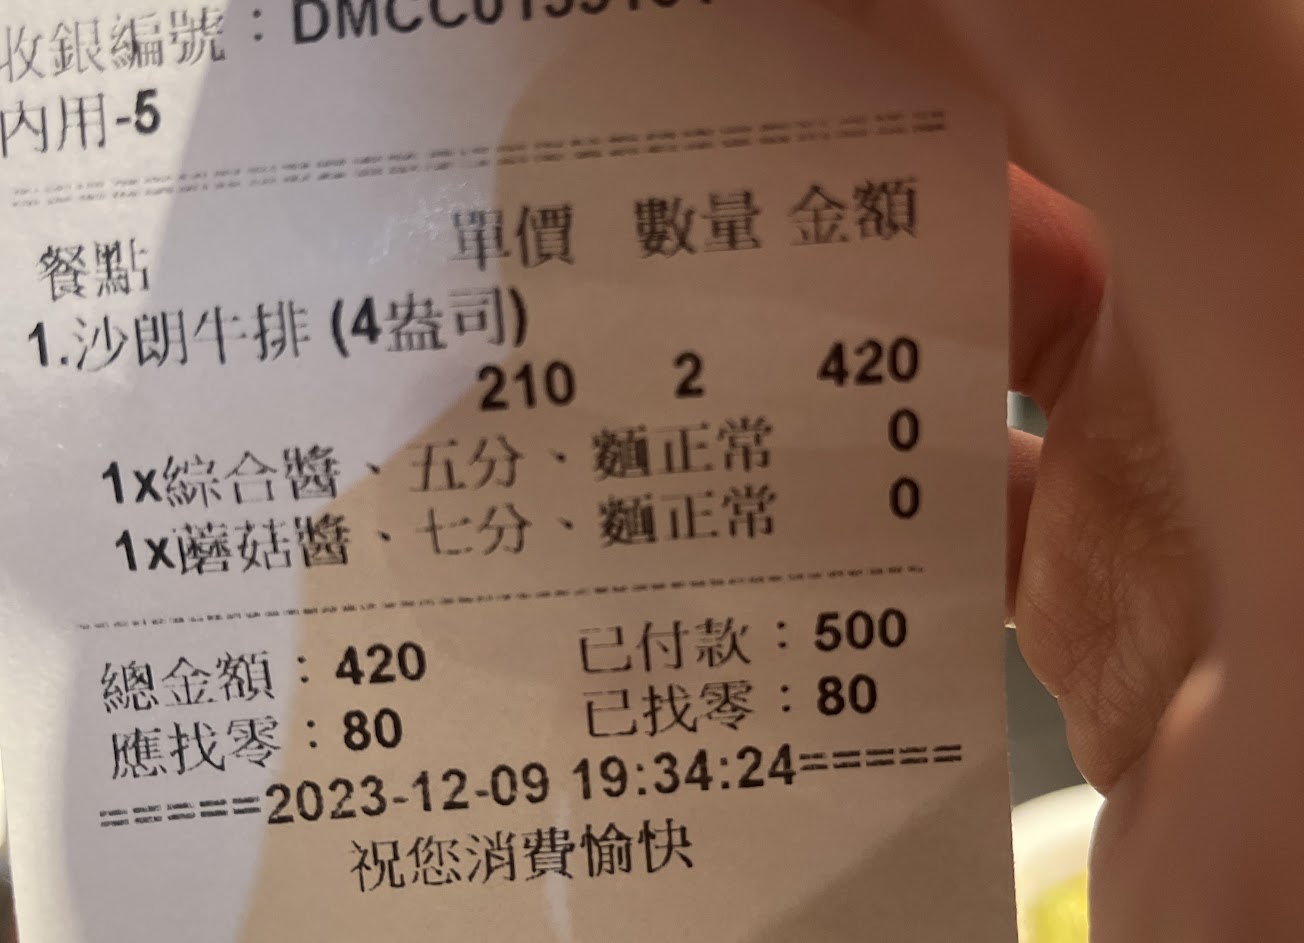 收銀編號：
內用-5
餐點 單價 數量 金額
1.沙朗牛排 (4盎司)
210 2 420
1x綜合醬、五分、麵正常 0
1x蘑菇醬、七分、麵正常 0
總金額：420 已付款：500
應找零：80 已找零：80
======2023-12-09 19:34:24======
祝您消費愉快